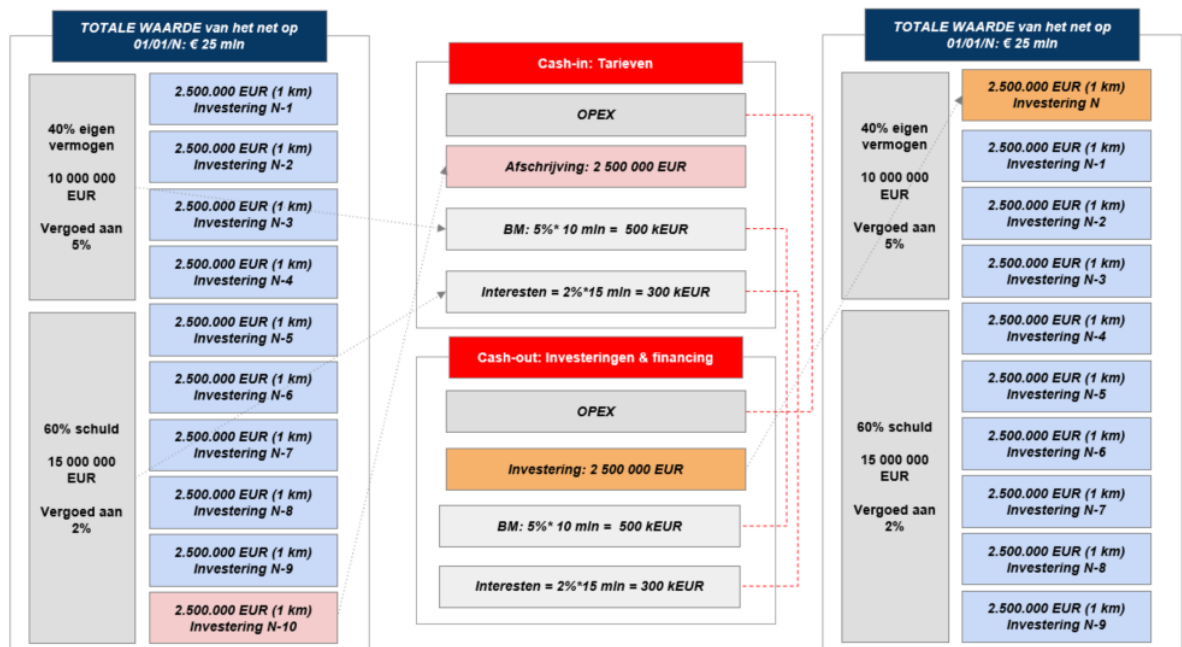 TOTALE WAARDE van het net op
01/01/N: € 25 mln
40% eigen
vermogen
10 000 000
EUR
Vergoed aan
5%
60% schuld
15 000 000
EUR
Vergoed aan
2%
2.500.000 EUR (1 km)
Investering N-1
2.500.000 EUR (1 km)
Investering N-2
2.500.000 EUR (1 km)
Investering N-3
2.500.000 EUR (1 km)
Investering N-4
2.500.000 EUR (1 km)
Investering N-5
2.500.000 EUR (1 km)
Investering N-6
2.500.000 EUR (1 km)
Investering N-7
2.500.000 EUR (1 km)
Investering N-8
2.500.000 EUR (1 km)
Investering N-9
2.500.000 EUR (1 km)
Investering N-10
Cash-in: Tarieven
OPEX
Afschrijving: 2 500 000 EUR
BM: 5%* 10 mln = 500 kEUR
Interesten = 2%*15 mln = 300 kEUR
Cash-out: Investeringen & financing
OPEX
Investering: 2 500 000 EUR
BM: 5%* 10 mln = 500 kEUR
Interesten = 2%*15 mln = 300 kEUR
TOTALE WAARDE van het net op
01/01/N: € 25 mln
40% eigen
vermogen
10 000 000
EUR
Vergoed aan
5%
60% schuld
15 000 000
EUR
Vergoed aan
2%
2.500.000 EUR (1 km)
Investering N
2.500.000 EUR (1 km)
Investering N-1
2.500.000 EUR (1 km)
Investering N-2
2.500.000 EUR (1 km)
Investering N-3
2.500.000 EUR (1 km)
Investering N-4
2.500.000 EUR (1 km)
Investering N-5
2.500.000 EUR (1 km)
Investering N-6
2.500.000 EUR (1 km)
Investering N-7
2.500.000 EUR (1 km)
Investering N-8
2.500.000 EUR (1 km)
Investering N-9